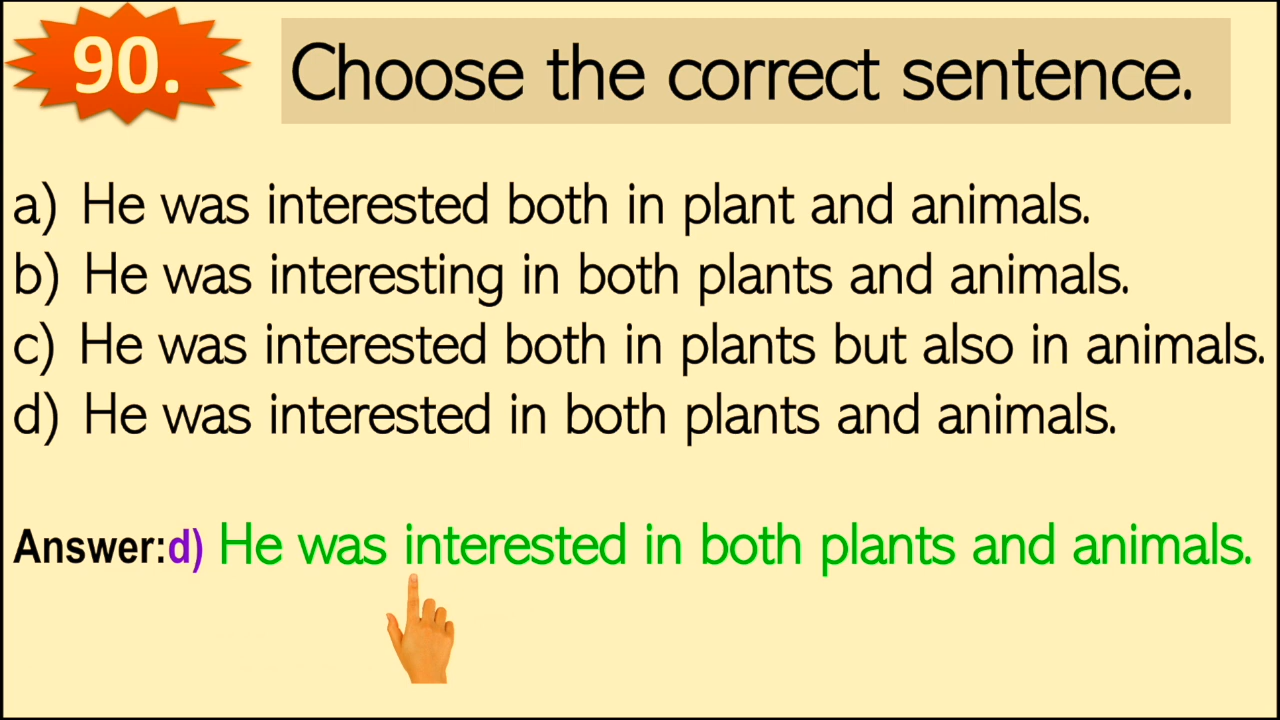 90.
Choose the correct sentence.
a) He was interested both in plant and animals.
b) He was interesting in both plants and animals.
c) He was interested both in plants but also in animals.
d) He was interested in both plants and animals.
Answer:d) He was interested in both plants and animals.